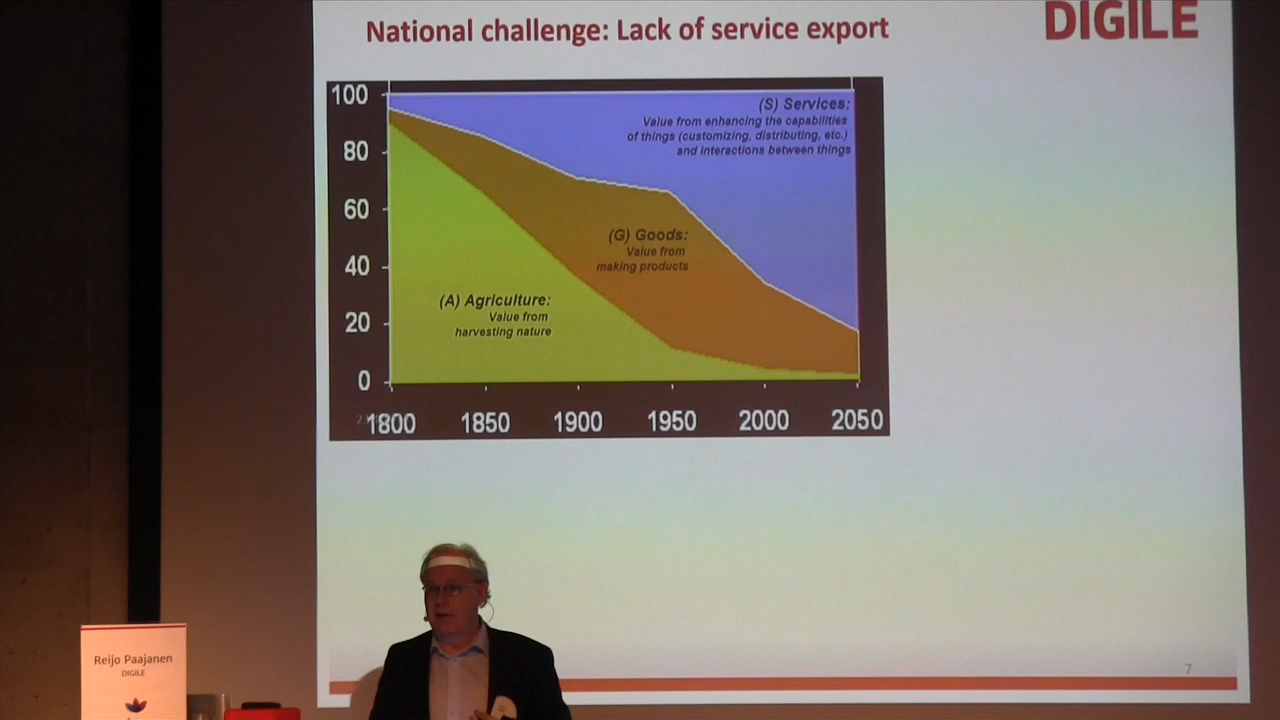 National challenge: Lack of service export
DIGILE
100
80
60
40
20
0
(S) Services:
Value from enhancing the capabilities
of things (customizing, distributing, etc.)
and interactions between things
(G) Goods:
Value from
making products
(A) Agriculture:
Value from
harvesting nature
1800 1850 1900 1950 2000 2050
7
Reijo Paajanen
DIGILE